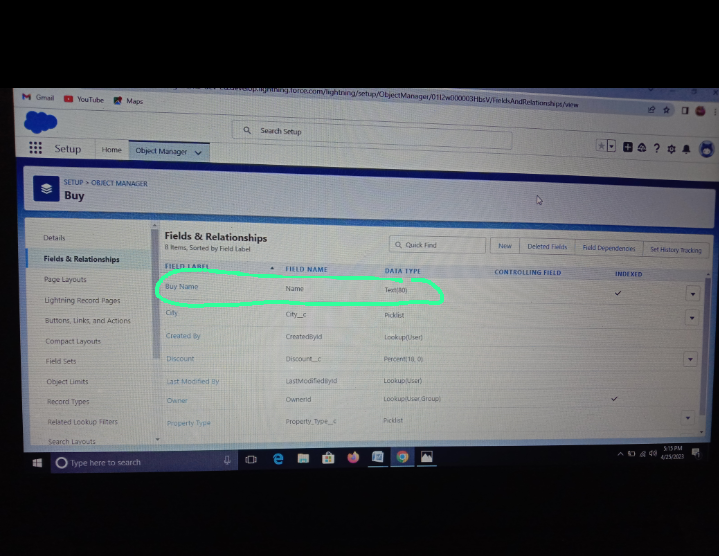 develop.lightning.force.com/lightning/setup/ObjectManager/01I2w000003HbsV/FieldsAndRelationships/view
Gmail YouTube Maps
Search Setup
Setup Home Object Manager
SETUP > OBJECT MANAGER
Buy
Details
Fields & Relationships
Page Layouts
Lightning Record Pages
Buttons, Links, and Actions
Compact Layouts
Field Sets
Object Limits
Record Types
Related Lookup Filters
Search Layouts
Fields & Relationships
8 Items, Sorted by Field Label
Quick Find New Deleted Fields Field Dependencies Set History Tracking
FIELD LABEL FIELD NAME DATA TYPE CONTROLLING FIELD INDEXED
Buy Name Name Text(80)
City City__c Picklist
Created By CreatedById Lookup(User)
Discount Discount__c Percent(16, 0)
Last Modified By LastModifiedById Lookup(User)
Owner OwnerId Lookup(User,Group)
Property Type Property_Type__c Picklist
Type here to search
5:15 PM
4/25/2023